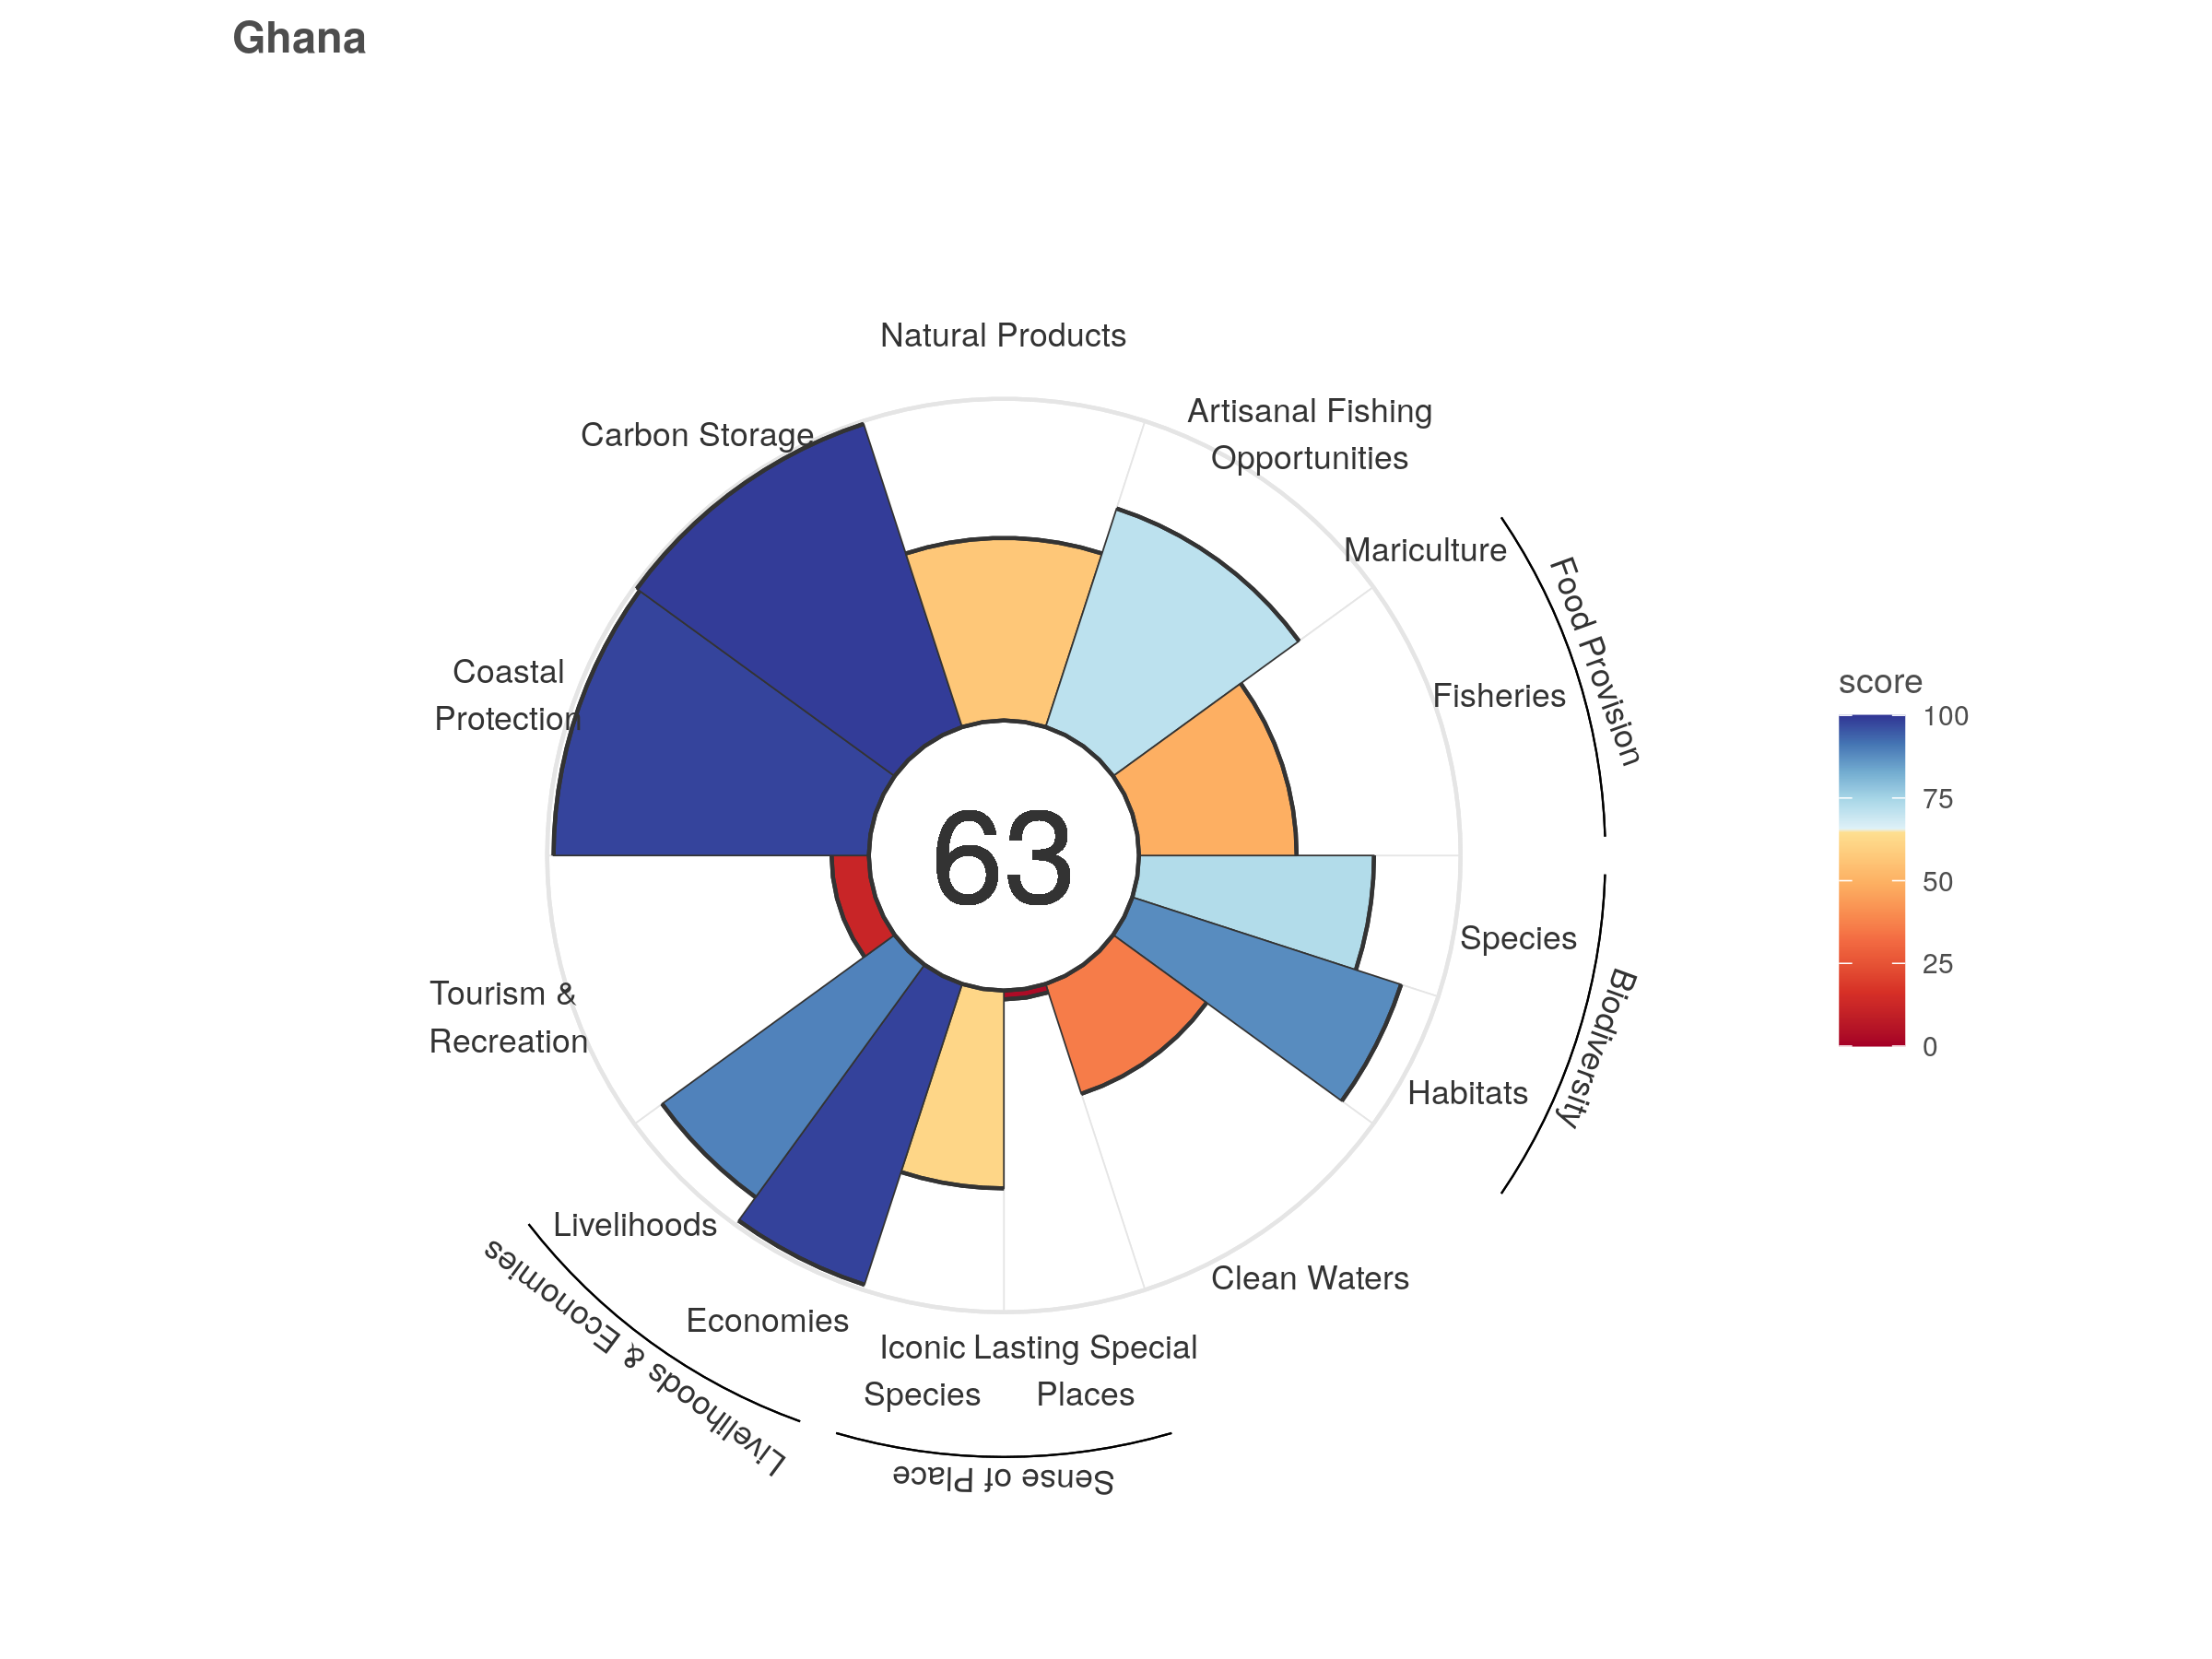 Ghana
Natural Products
Artisanal Fishing
Opportunities
Carbon Storage
Mariculture
Food Provision
Coastal
Protection
Fisheries
score
100
75
50
25
0
63
Species
Biodiversity
Tourism &
Recreation
Habitats
Livelihoods
Clean Waters
Economies
Livelihoods & Economies
Iconic
Species
Lasting Special
Places
Sense of Place